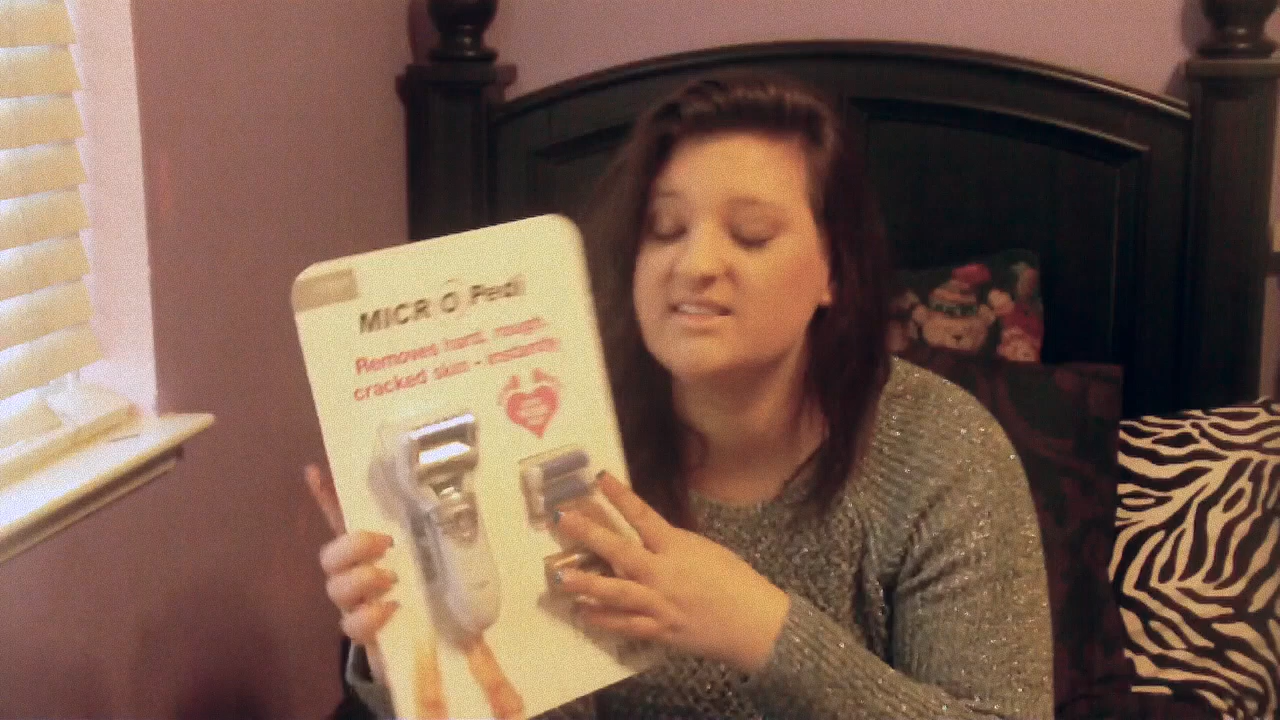 MICRO Pedi
Removes hard, rough,
cracked skin - instantly